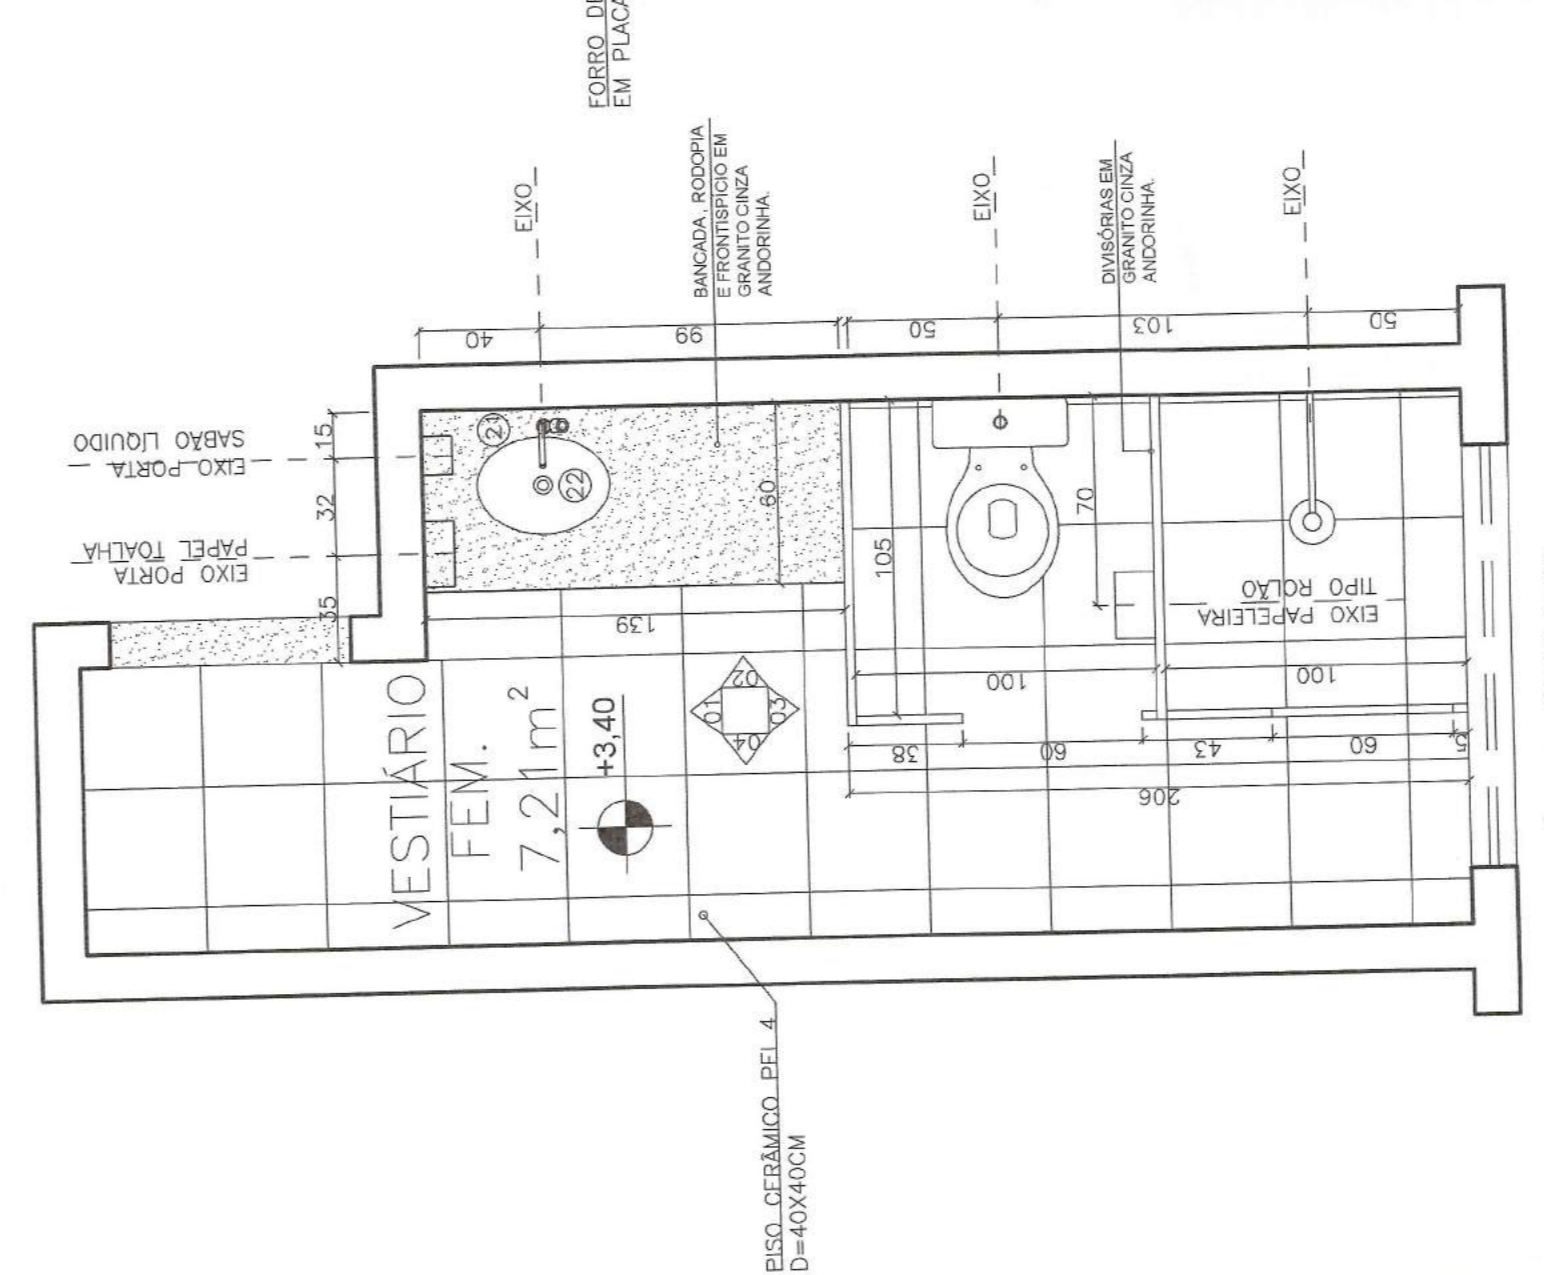 FORRO DE
EM PLACA
BANCADA, RODOPIA
E FRONTISPÍCIO EM
GRANITO CINZA
ANDORINHA.
DIVISÓRIAS EM
GRANITO CINZA
ANDORINHA.
EIXO
EIXO
EIXO
40
99
50
103
50
EIXO PORTA
SABÃO LÍQUIDO
EIXO PORTA
PAPEL TOALHA
15
32
35
21
22
60
139
105
70
100
100
EIXO PAPELEIRA
TIPO ROLÃO
VESTIÁRIO
FEM.
7,21m²
+3,40
01
02
03
04
38
60
43
60
5
206
PISO CERÂMICO PEI 4
D=40X40CM